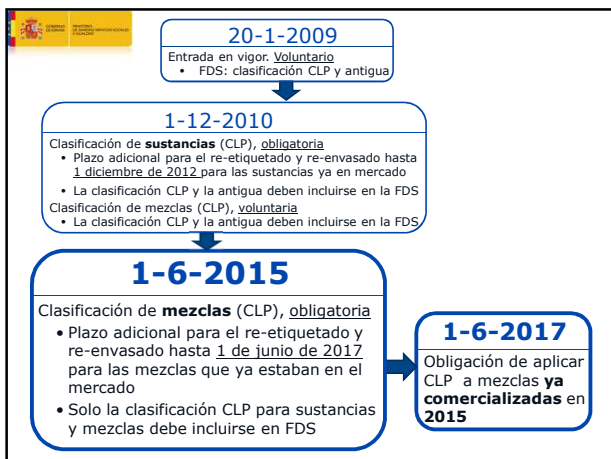 GOBIERNO
DE ESPAÑA
MINISTERIO
DE SANIDAD, SERVICIOS SOCIALES
E IGUALDAD
20-1-2009
Entrada en vigor. Voluntario
• FDS: clasificación CLP y antigua
1-12-2010
Clasificación de sustancias (CLP), obligatoria
• Plazo adicional para el re-etiquetado y re-envasado hasta
1 diciembre de 2012 para las sustancias ya en mercado
• La clasificación CLP y la antigua deben incluirse en la FDS
Clasificación de mezclas (CLP), voluntaria
• La clasificación CLP y la antigua deben incluirse en la FDS
1-6-2015
Clasificación de mezclas (CLP), obligatoria
• Plazo adicional para el re-etiquetado y
re-envasado hasta 1 de junio de 2017
para las mezclas que ya estaban en el
mercado
• Solo la clasificación CLP para sustancias
y mezclas debe incluirse en FDS
1-6-2017
Obligación de aplicar
CLP a mezclas ya
comercializadas en
2015